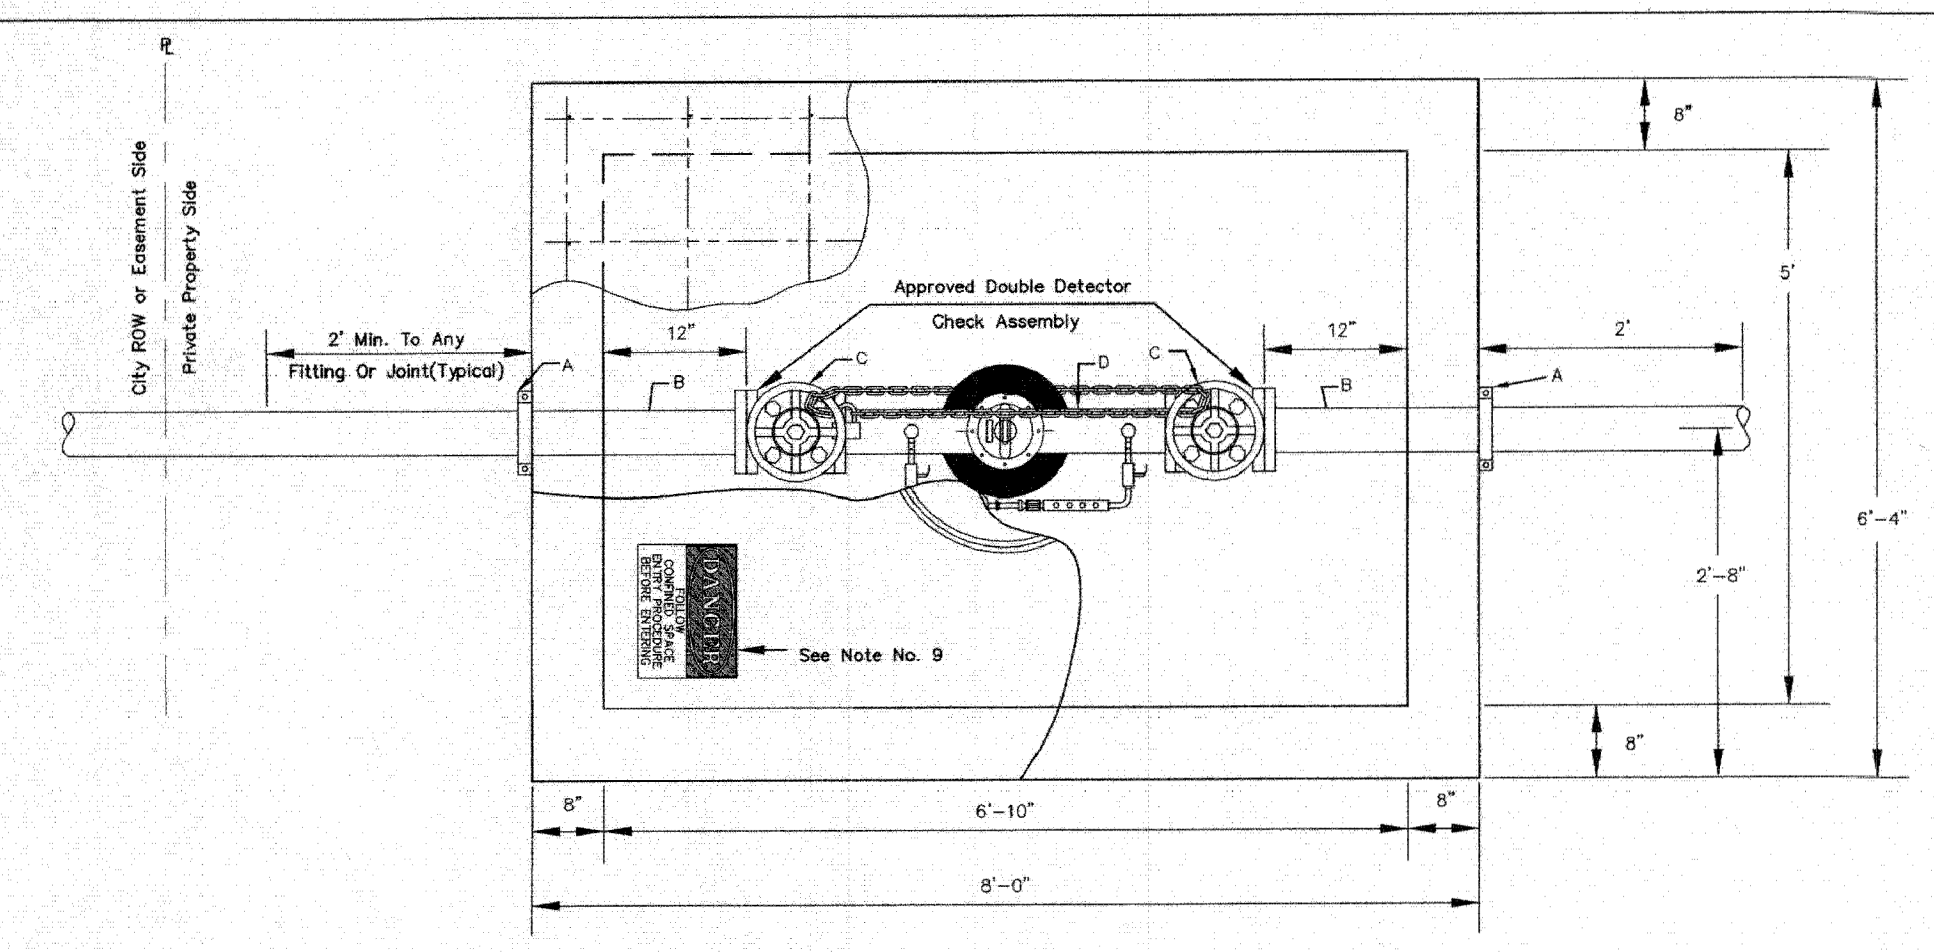 PL
City ROW or Easement Side
Private Property Side
2' Min. To Any
Fitting Or Joint(Typical)
A
B
12"
C
Approved Double Detector
Check Assembly
D
C
12"
B
A
2'
8"
5'
6'-4"
2'-8"
8"
DANGER
FOLLOW
CONFINED SPACE
ENTRY PROCEDURE
BEFORE ENTERING
See Note No. 9
8"
6'-10"
8"
8'-0"